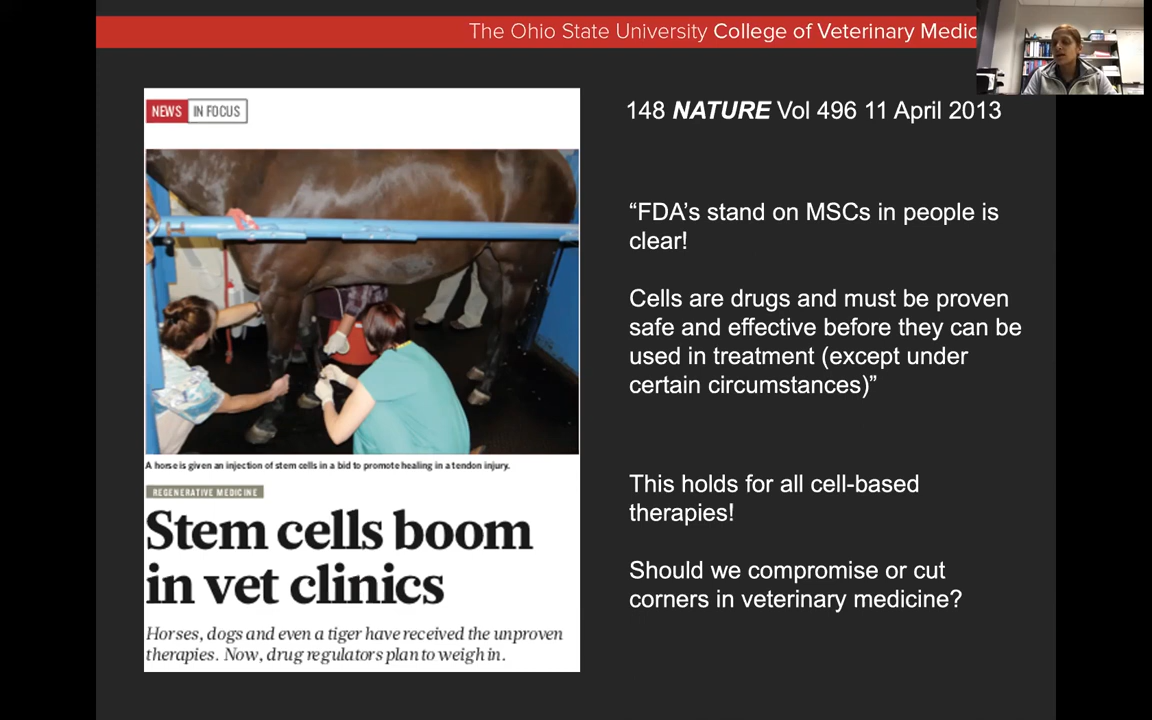 The Ohio State University College of Veterinary Medic
NEWS IN FOCUS
A horse is given an injection of stem cells in a bid to promote healing in a tendon injury.
REGENERATIVE MEDICINE
Stem cells boom
in vet clinics
Horses, dogs and even a tiger have received the unproven
therapies. Now, drug regulators plan to weigh in.
148 NATURE Vol 496 11 April 2013
“FDA’s stand on MSCs in people is
clear!
Cells are drugs and must be proven
safe and effective before they can be
used in treatment (except under
certain circumstances)”
This holds for all cell-based
therapies!
Should we compromise or cut
corners in veterinary medicine?